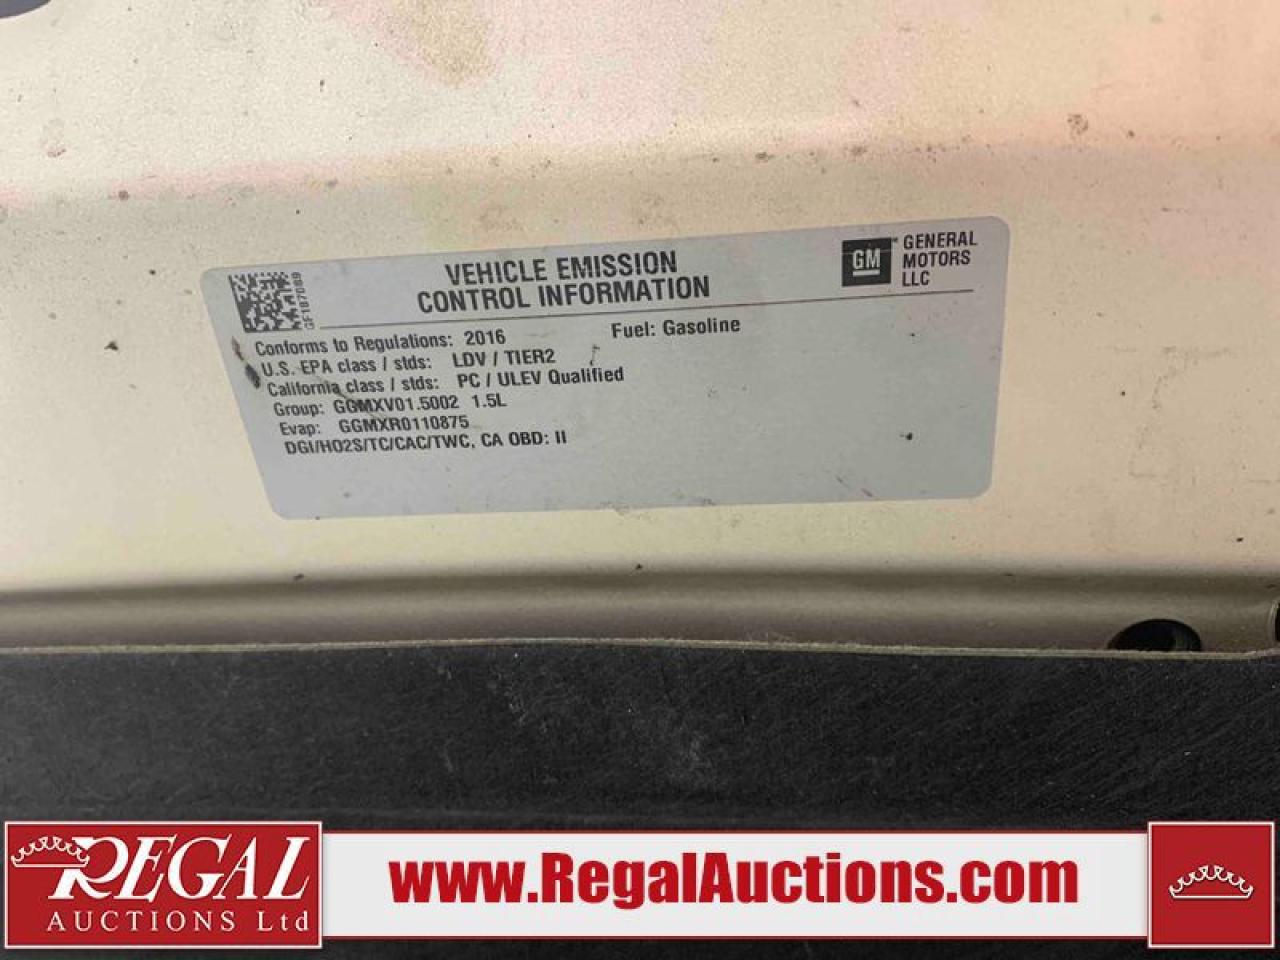 GF187089
VEHICLE EMISSION
CONTROL INFORMATION
GM
GENERAL
MOTORS
LLC
Conforms to Regulations: 2016 Fuel: Gasoline
U.S. EPA class / stds: LDV / TIER2
California class / stds: PC / ULEV Qualified
Group: GGMXV01.5002 1.5L
Evap: GGMXR0110875
DGI/HO2S/TC/CAC/TWC, CA OBD: II
REGAL
AUCTIONS Ltd
www.RegalAuctions.com